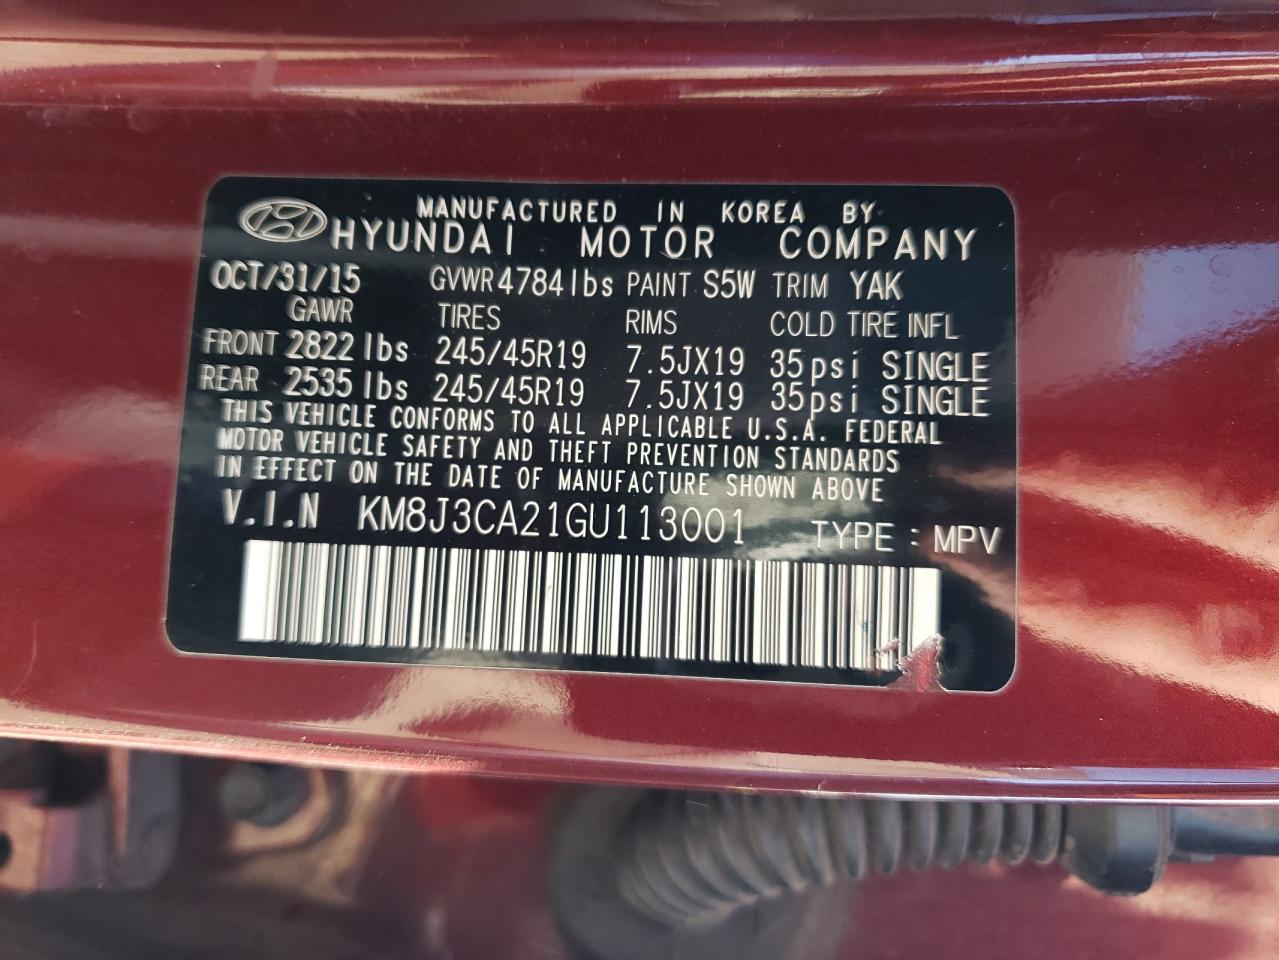 MANUFACTURED IN KOREA BY
HYUNDAI MOTOR COMPANY
OCT/31/15 GVWR 4784lbs PAINT S5W TRIM YAK
GAWR TIRES RIMS COLD TIRE INFL
FRONT 2822 lbs 245/45R19 7.5JX19 35psi SINGLE
REAR 2535 lbs 245/45R19 7.5JX19 35psi SINGLE
THIS VEHICLE CONFORMS TO ALL APPLICABLE U.S.A. FEDERAL
MOTOR VEHICLE SAFETY AND THEFT PREVENTION STANDARDS
IN EFFECT ON THE DATE OF MANUFACTURE SHOWN ABOVE
V.I.N KM8J3CA21GU113001 TYPE : MPV